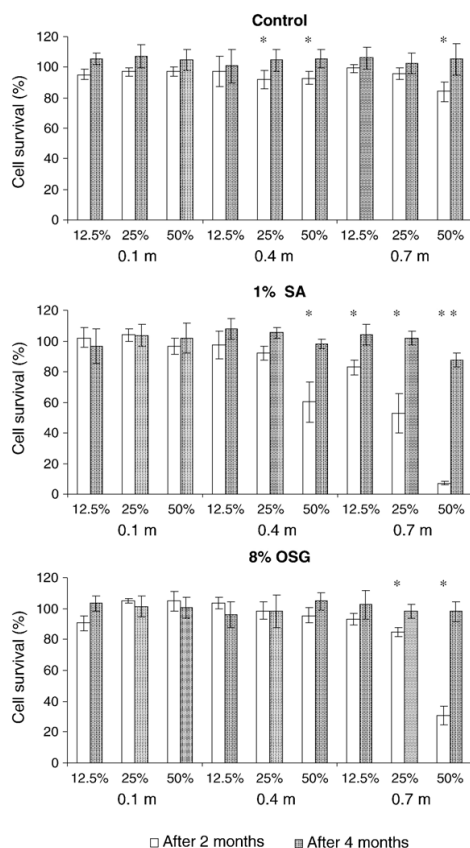 Control
Cell survival (%)
120
100
80
60
40
20
0
* * *
12.5% 25% 50% 12.5% 25% 50% 12.5% 25% 50%
0.1 m 0.4 m 0.7 m
1% SA
Cell survival (%)
120
100
80
60
40
20
0
* * * * *
12.5% 25% 50% 12.5% 25% 50% 12.5% 25% 50%
0.1 m 0.4 m 0.7 m
8% OSG
Cell survival (%)
120
100
80
60
40
20
0
* *
12.5% 25% 50% 12.5% 25% 50% 12.5% 25% 50%
0.1 m 0.4 m 0.7 m
After 2 months After 4 months